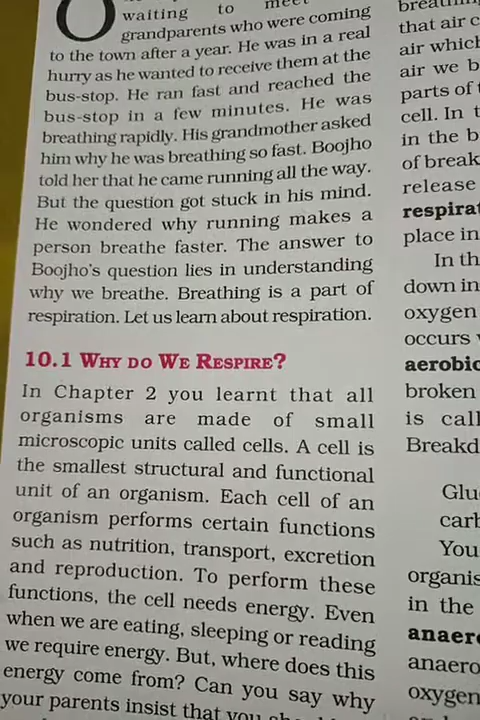 O
waiting to meet
grandparents who were coming
to the town after a year. He was in a real
hurry as he wanted to receive them at the
bus-stop. He ran fast and reached the
bus-stop in a few minutes. He was
breathing rapidly. His grandmother asked
him why he was breathing so fast. Boojho
told her that he came running all the way.
But the question got stuck in his mind.
He wondered why running makes a
person breathe faster. The answer to
Boojho's question lies in understanding
why we breathe. Breathing is a part of
respiration. Let us learn about respiration.
10.1 WHY DO WE RESPIRE?
In Chapter 2 you learnt that all
organisms are made of small
microscopic units called cells. A cell is
the smallest structural and functional
unit of an organism. Each cell of an
organism performs certain functions
such as nutrition, transport, excretion
and reproduction. To perform these
functions, the cell needs energy. Even
when we are eating, sleeping or reading
we require energy. But, where does this
energy come from? Can you say why
your parents insist that you
that air c
air which
air we b
parts of
cell. In t
in the b
of break
release
respirat
place in
In th
down in
oxygen
occurs
aerobic
broken
is call
Breakd
Glu
carb
You
organis
in the
anaer
anaero
oxygen